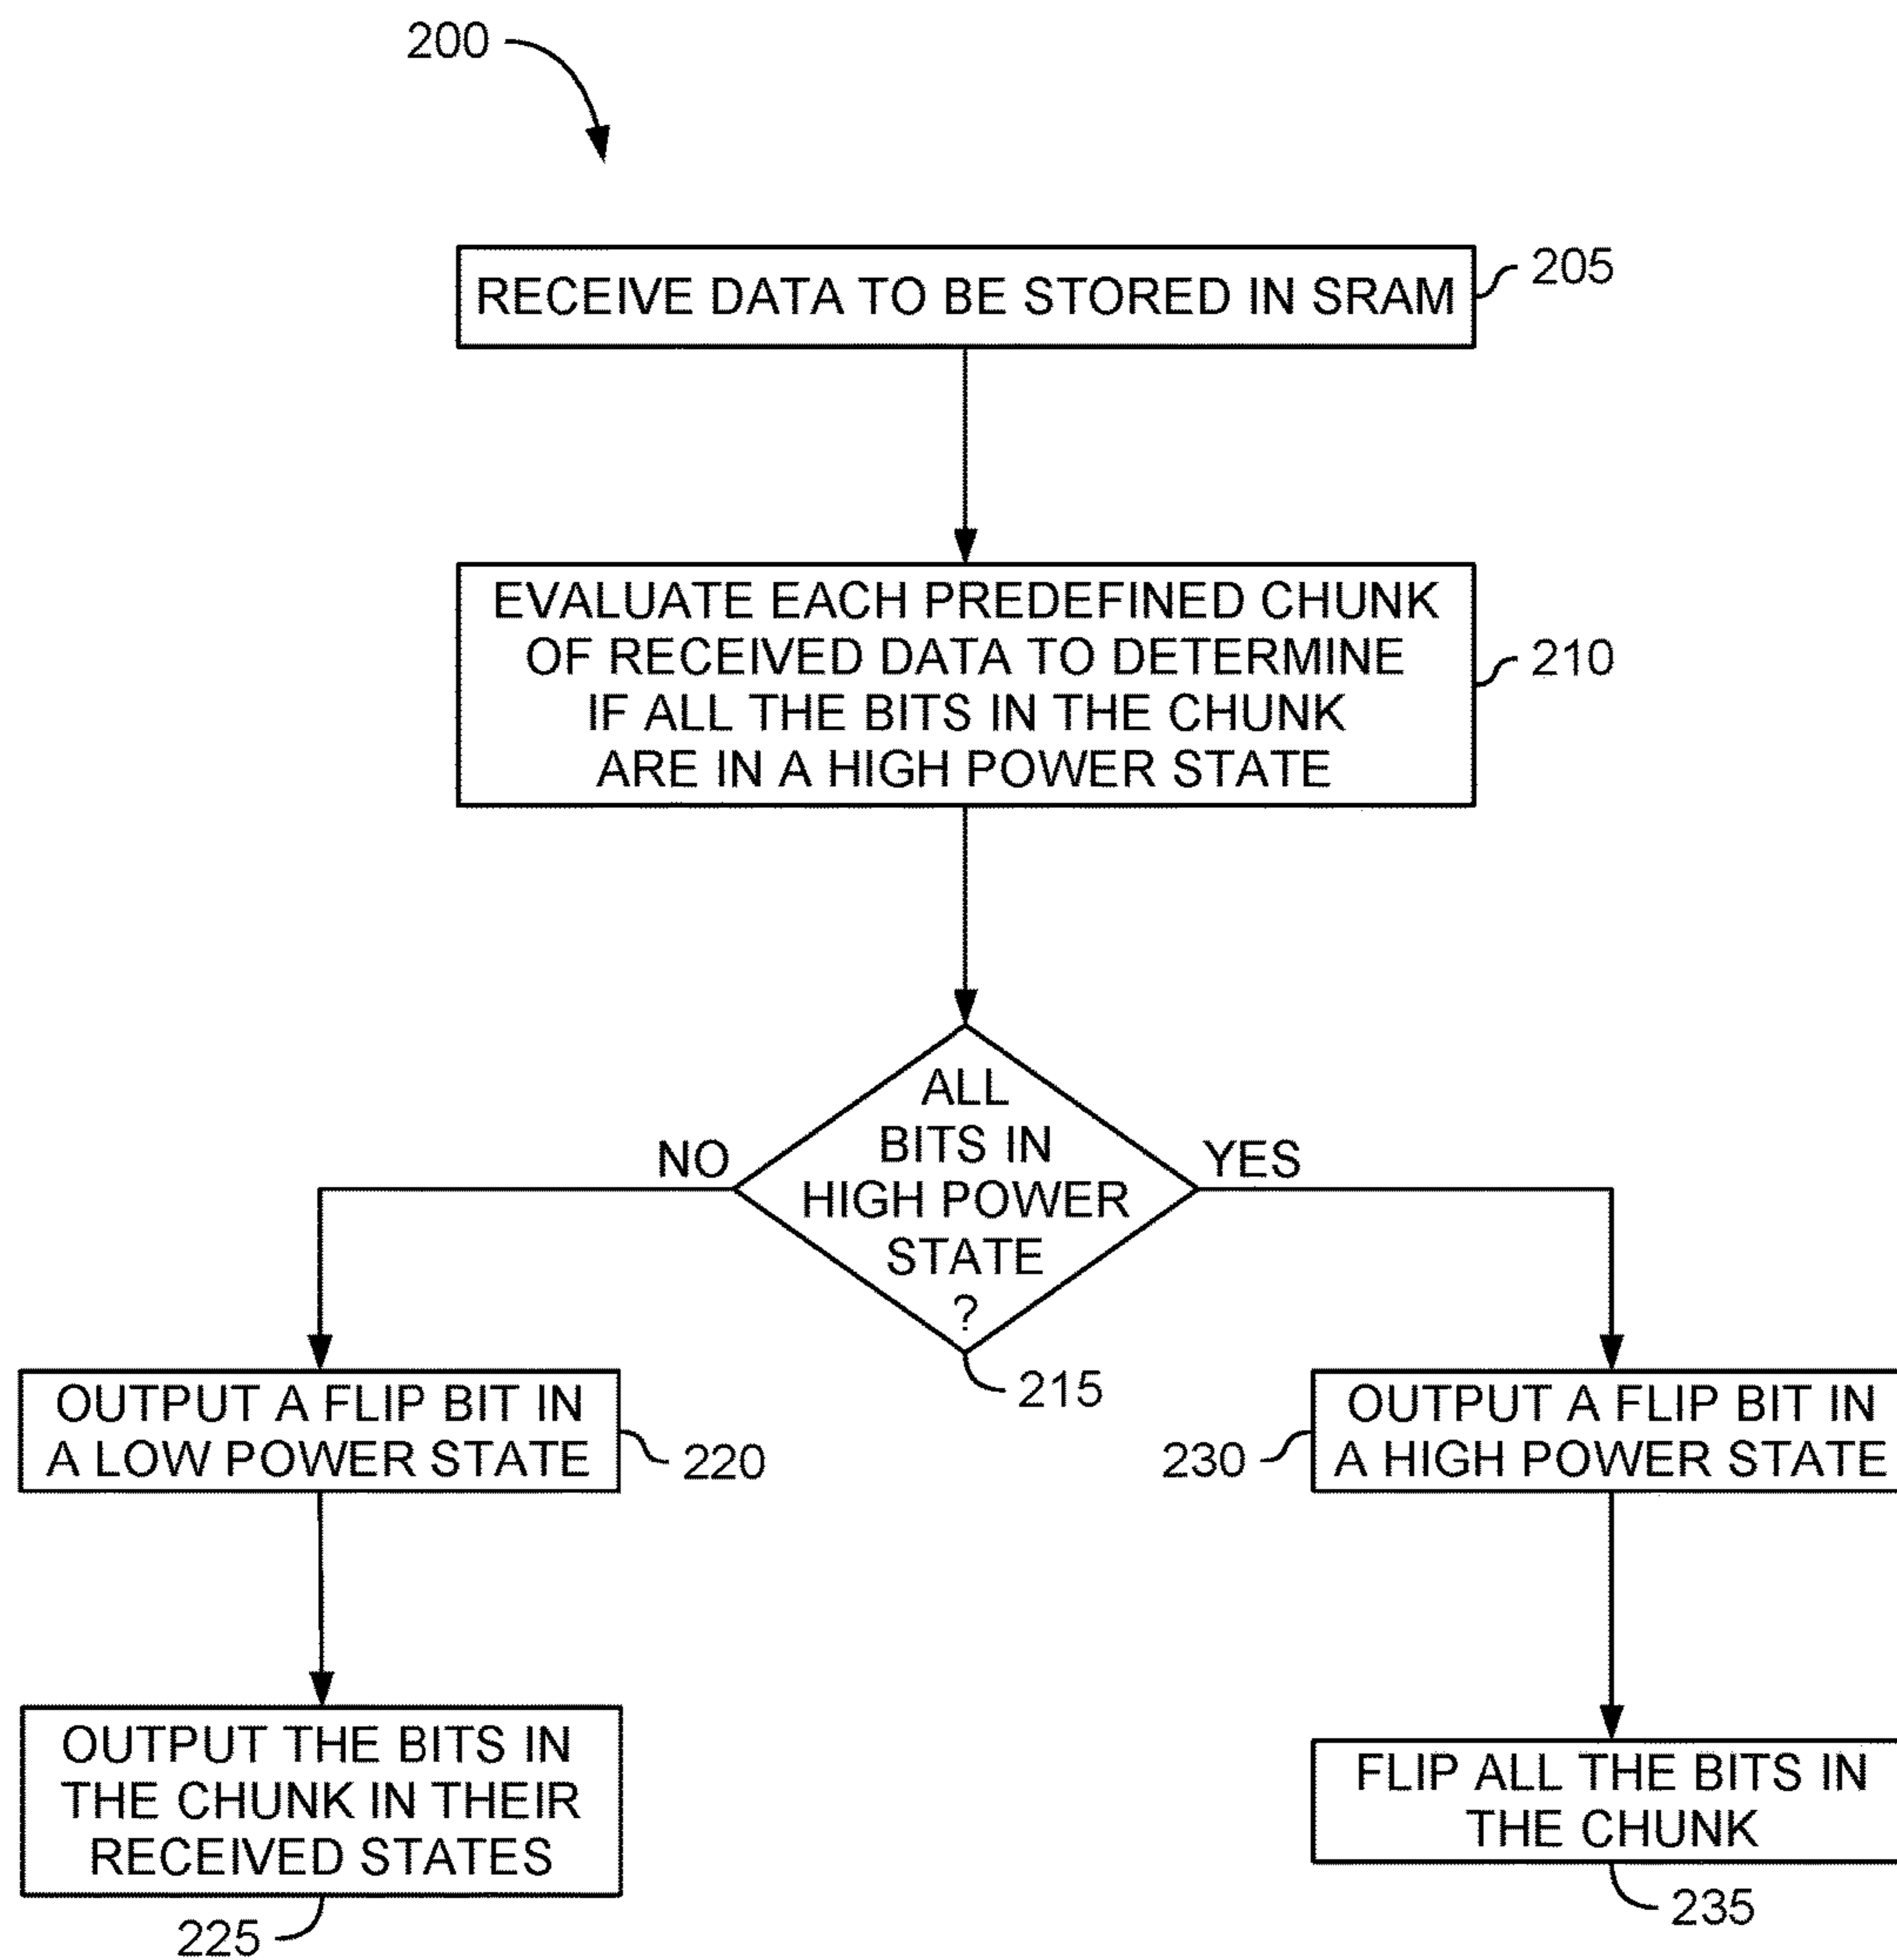 200
RECEIVE DATA TO BE STORED IN SRAM
205
EVALUATE EACH PREDEFINED CHUNK
OF RECEIVED DATA TO DETERMINE
IF ALL THE BITS IN THE CHUNK
ARE IN A HIGH POWER STATE
210
ALL
BITS IN
HIGH POWER
STATE
?
NO
YES
215
OUTPUT A FLIP BIT IN
A LOW POWER STATE
220
230
OUTPUT A FLIP BIT IN
A HIGH POWER STATE
OUTPUT THE BITS IN
THE CHUNK IN THEIR
RECEIVED STATES
225
FLIP ALL THE BITS IN
THE CHUNK
235